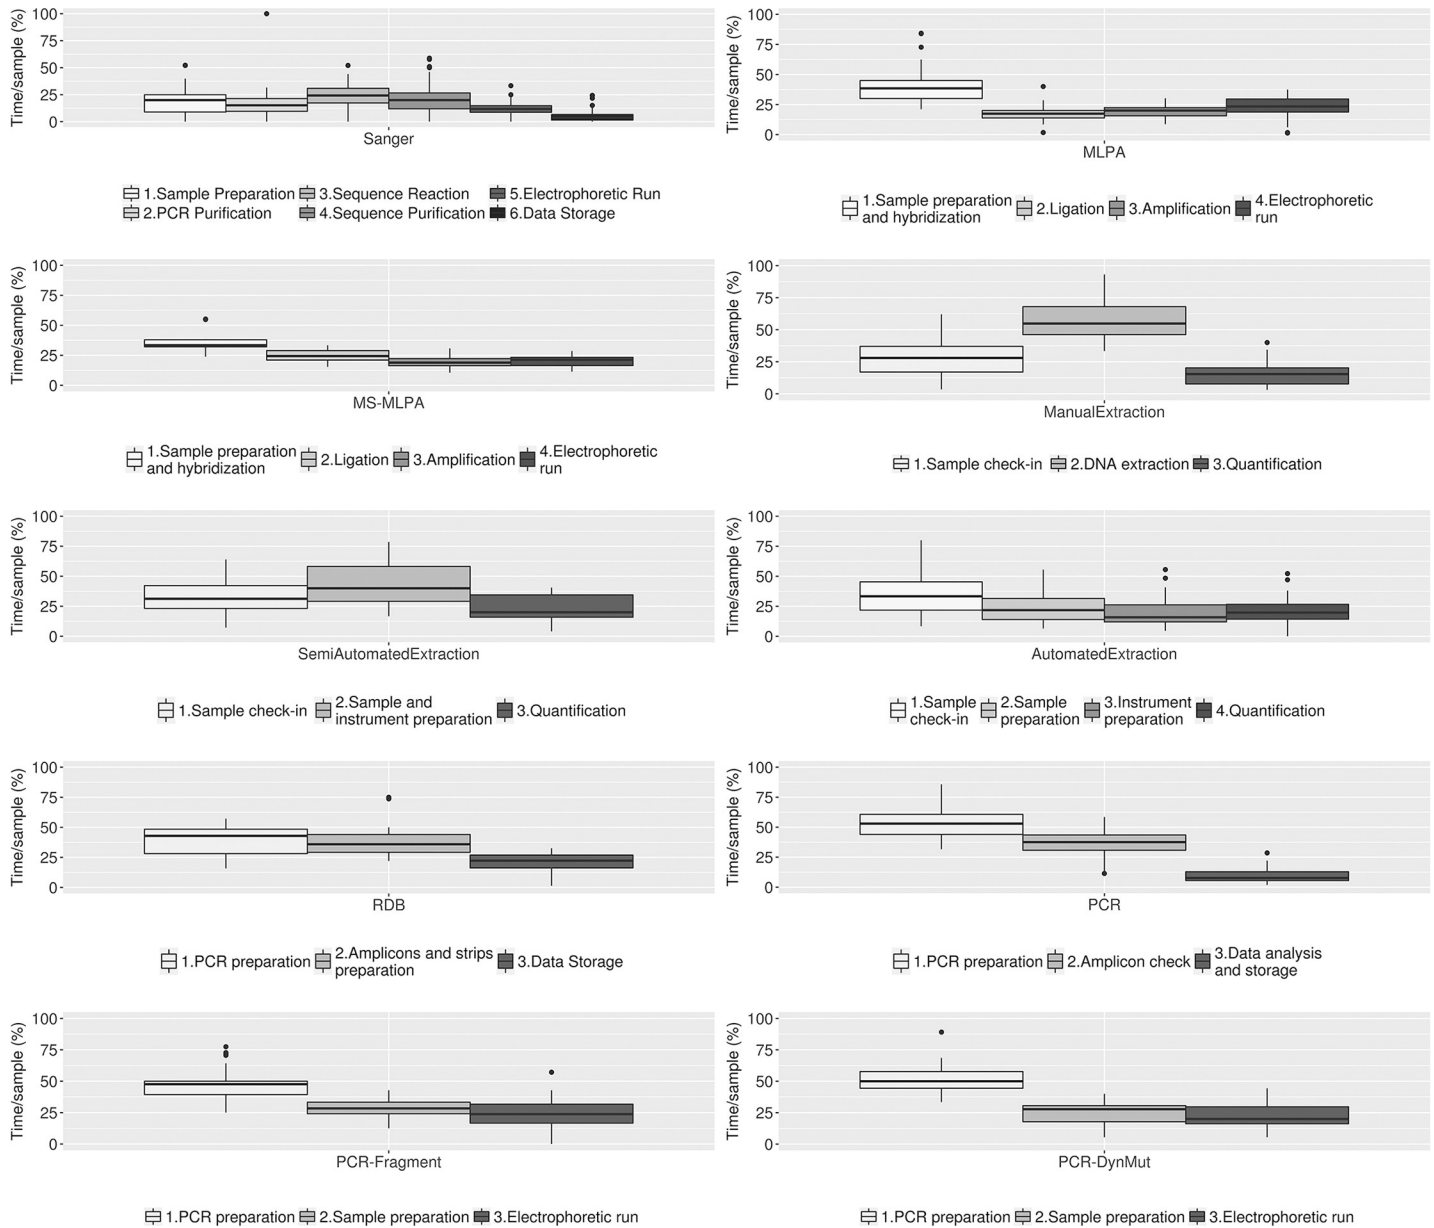 Time/sample (%)
100
75
50
25
0
Sanger
1.Sample Preparation 3.Sequence Reaction 5.Electrophoretic Run
2.PCR Purification 4.Sequence Purification 6.Data Storage
Time/sample (%)
100
75
50
25
0
MLPA
1.Sample preparation
and hybridization
2.Ligation
3.Amplification
4.Electrophoretic
run
Time/sample (%)
100
75
50
25
0
MS-MLPA
1.Sample preparation
and hybridization
2.Ligation
3.Amplification
4.Electrophoretic
run
Time/sample (%)
100
75
50
25
0
ManualExtraction
1.Sample check-in 2.DNA extraction 3.Quantification
Time/sample (%)
100
75
50
25
0
SemiAutomatedExtraction
1.Sample check-in
2.Sample and
instrument preparation
3.Quantification
Time/sample (%)
100
75
50
25
0
AutomatedExtraction
1.Sample
check-in
2.Sample
preparation
3.Instrument
preparation
4.Quantification
Time/sample (%)
100
75
50
25
0
RDB
1.PCR preparation
2.Amplicons and strips
preparation
3.Data Storage
Time/sample (%)
100
75
50
25
0
PCR
1.PCR preparation
2.Amplicon check
3.Data analysis
and storage
Time/sample (%)
100
75
50
25
0
PCR-Fragment
1.PCR preparation 2.Sample preparation 3.Electrophoretic run
Time/sample (%)
100
75
50
25
0
PCR-DynMut
1.PCR preparation 2.Sample preparation 3.Electrophoretic run